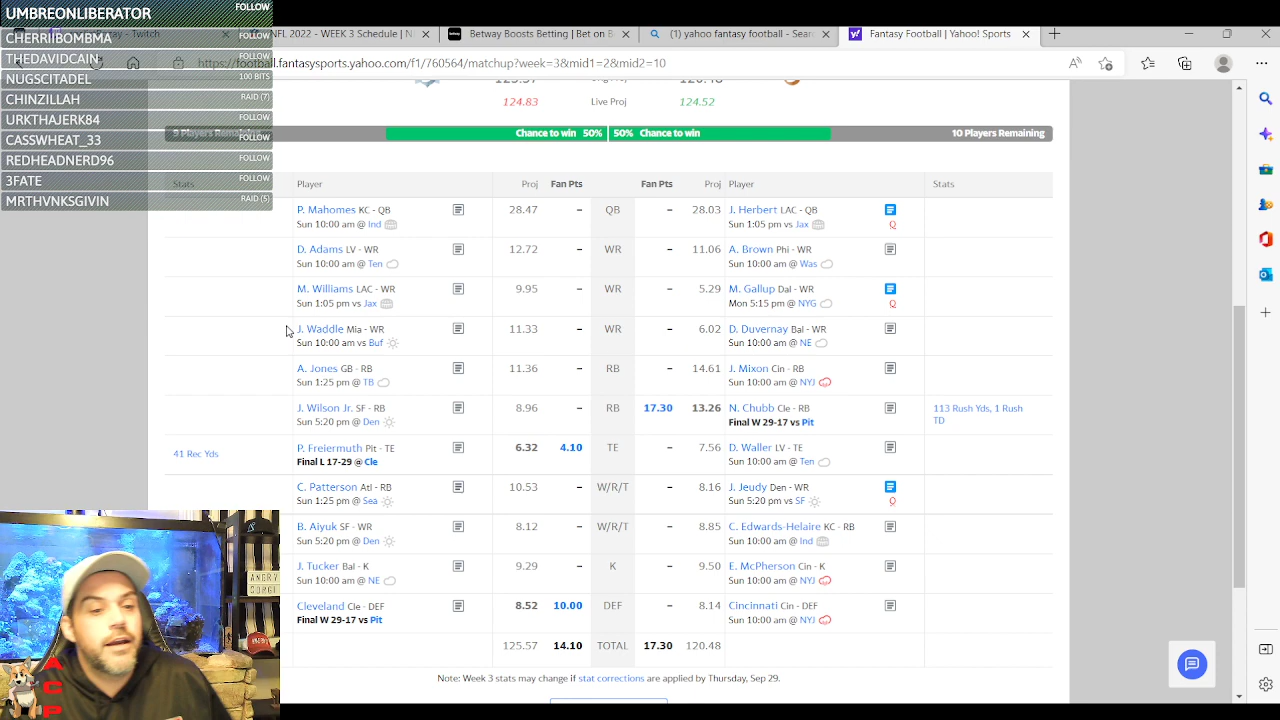 UMBREONLIBERATOR FOLLOW
CHERRIIBOMBMA FOLLOW
THEDAVIDCAIN FOLLOW
NUGSCITADEL 100 BITS
CHINZILLAH RAID (7)
URKTHAJERK84 FOLLOW
CASSWHEAT_33 FOLLOW
REDHEADNERD96 FOLLOW
3FATE FOLLOW
MRTHVNKSGIVIN RAID (5)
- Twitch
NFL 2022 - WEEK 3 Schedule | N
Betway Boosts Betting | Bet on B
(1) yahoo fantasy football - Sear
Fantasy Football | Yahoo! Sports
football.fantasysports.yahoo.com/f1/760564/matchup?week=3&mid1=2&mid2=10
124.83 Live Proj 124.52
9 Players Remaining Chance to win 50% 50% Chance to win 10 Players Remaining
Stats Player Proj Fan Pts Fan Pts Proj Player Stats
P. Mahomes KC - QB 28.47 – QB – 28.03 J. Herbert LAC - QB
Sun 10:00 am @ Ind Sun 1:05 pm vs Jax Q
D. Adams LV - WR 12.72 – WR – 11.06 A. Brown Phi - WR
Sun 10:00 am @ Ten Sun 10:00 am @ Was
M. Williams LAC - WR 9.95 – WR – 5.29 M. Gallup Dal - WR
Sun 1:05 pm vs Jax Mon 5:15 pm @ NYG Q
J. Waddle Mia - WR 11.33 – WR – 6.02 D. Duvernay Bal - WR
Sun 10:00 am vs Buf Sun 10:00 am @ NE
A. Jones GB - RB 11.36 – RB – 14.61 J. Mixon Cin - RB
Sun 1:25 pm @ TB Sun 10:00 am @ NYJ
J. Wilson Jr. SF - RB 8.96 – RB 17.30 13.26 N. Chubb Cle - RB 113 Rush Yds, 1 Rush
Sun 5:20 pm @ Den Final W 29-17 vs Pit TD
41 Rec Yds P. Freiermuth Pit - TE 6.32 4.10 TE – 7.56 D. Waller LV - TE
Final L 17-29 @ Cle Sun 10:00 am @ Ten
C. Patterson Atl - RB 10.53 – W/R/T – 8.16 J. Jeudy Den - WR
Sun 1:25 pm @ Sea Sun 5:20 pm vs SF Q
B. Aiyuk SF - WR 8.12 – W/R/T – 8.85 C. Edwards-Helaire KC - RB
Sun 5:20 pm @ Den Sun 10:00 am @ Ind
J. Tucker Bal - K 9.29 – K – 9.50 E. McPherson Cin - K
Sun 10:00 am @ NE Sun 10:00 am @ NYJ
Cleveland Cle - DEF 8.52 10.00 DEF – 8.14 Cincinnati Cin - DEF
Final W 29-17 vs Pit Sun 10:00 am @ NYJ
125.57 14.10 TOTAL 17.30 120.48
Note: Week 3 stats may change if stat corrections are applied by Thursday, Sep 29.
ANGRY
A
C
P